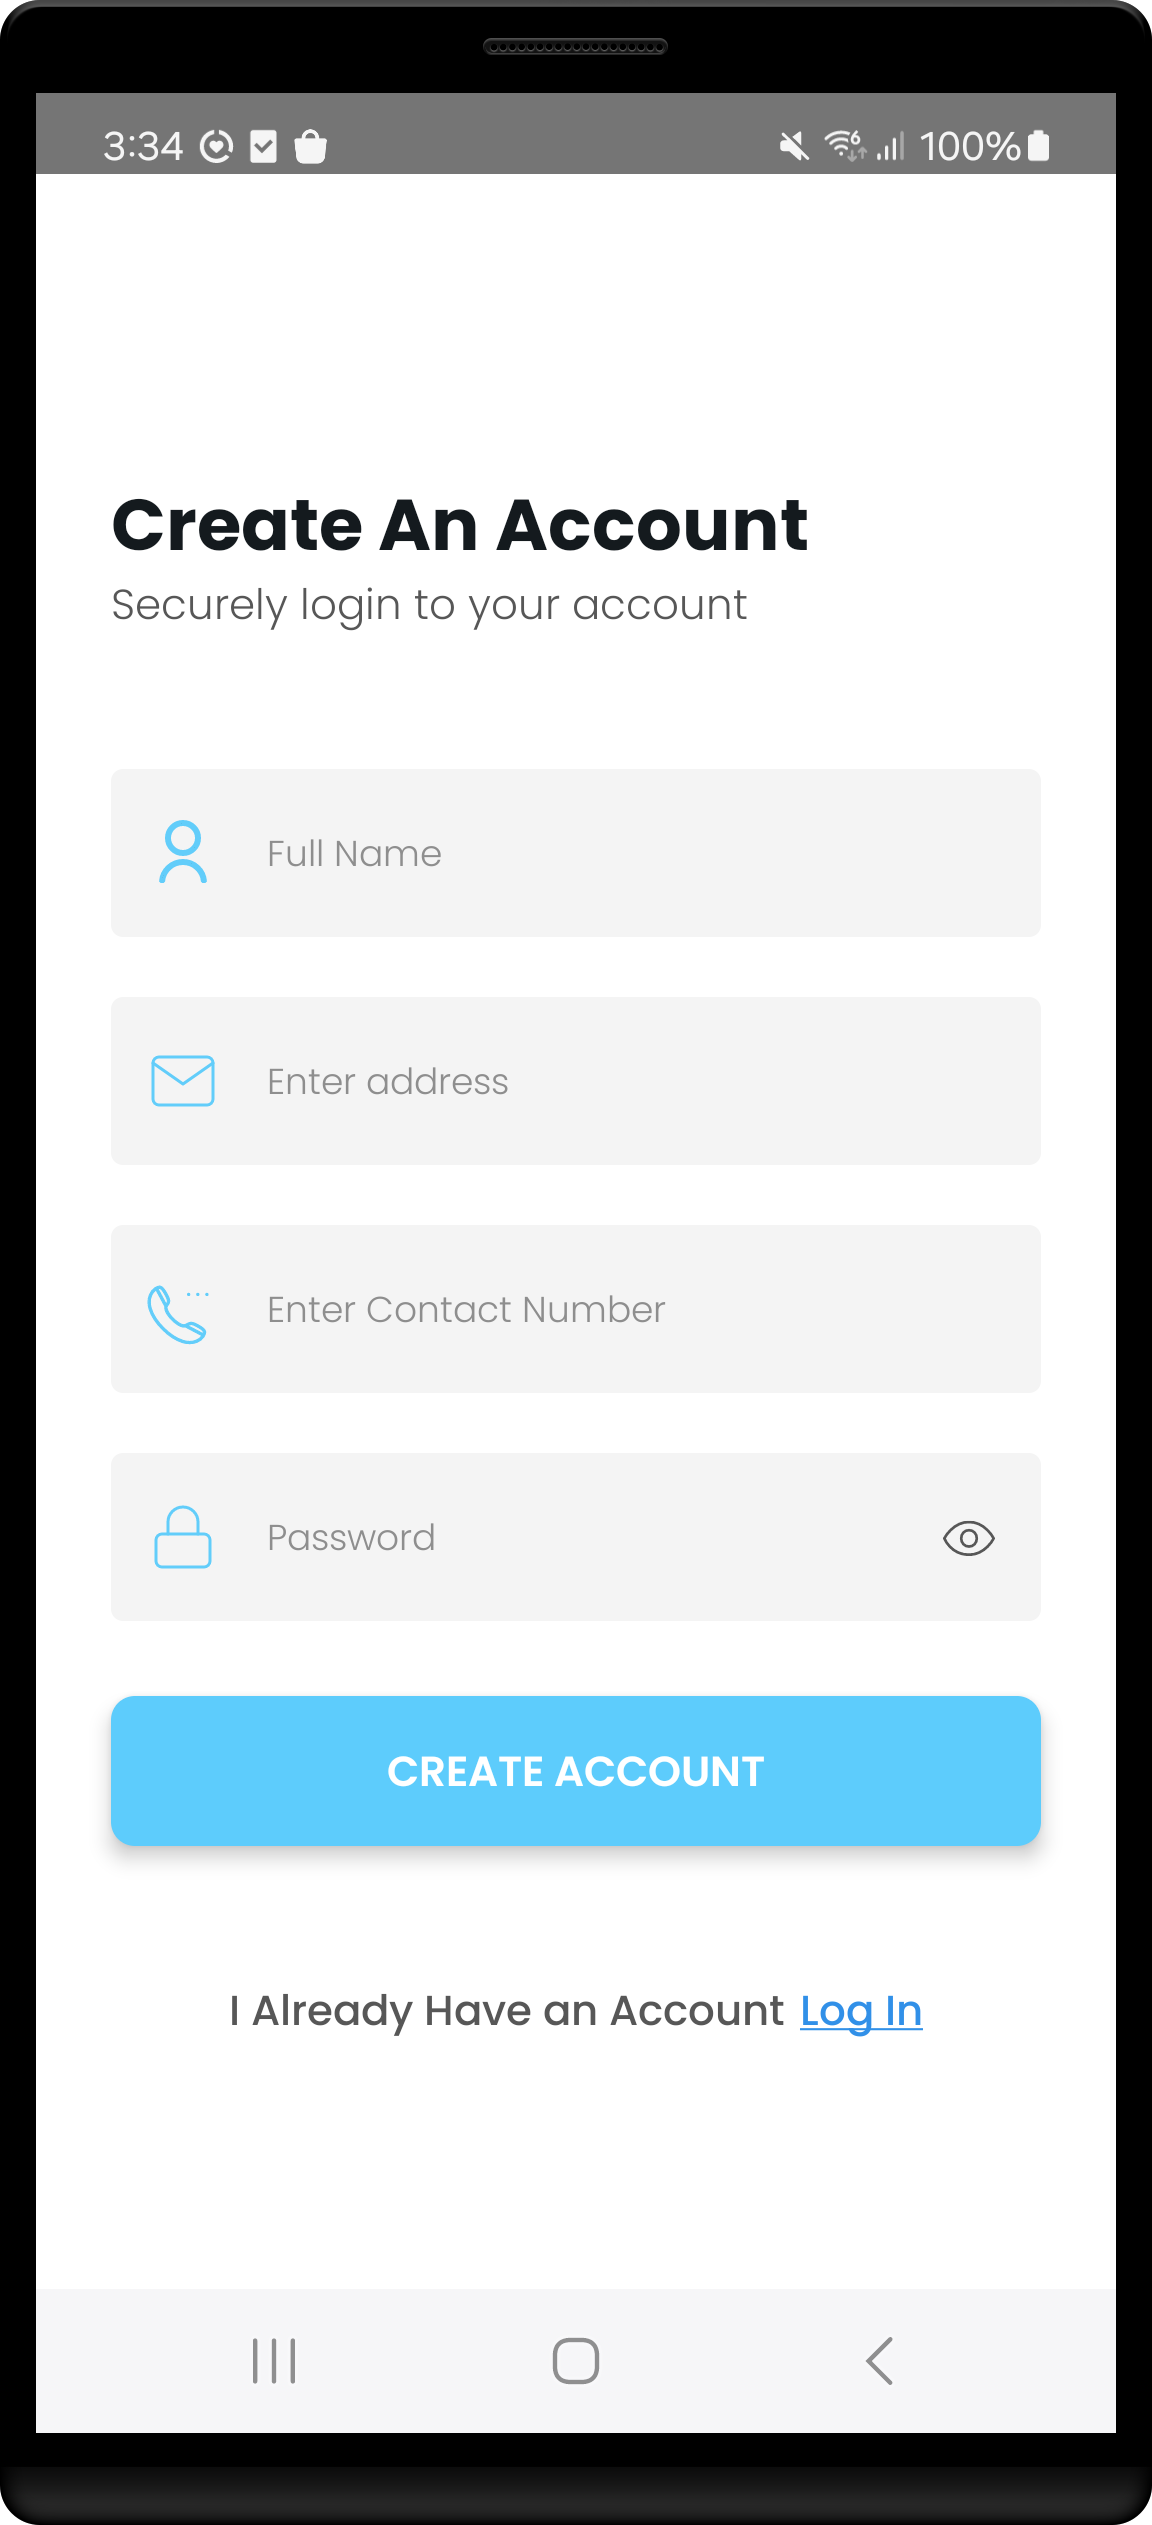 3:34 100%
Create An Account
Securely login to your account
Full Name
Enter address
Enter Contact Number
Password
CREATE ACCOUNT
I Already Have an Account Log In